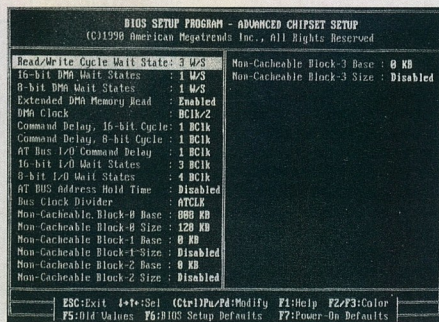 BIOS SETUP PROGRAM - ADVANCED CHIPSET SETUP
(C)1990 American Megatrends Inc., All Rights Reserved
Read/Write Cycle Wait State: 3 W/S
16-bit DMA Wait States : 1 W/S
8-bit DMA Wait States : 1 W/S
Extended DMA Memory Read : Enabled
DMA Clock : BClk/2
Command Delay, 16-bit Cycle: 1 BClk
Command Delay, 8-bit Cycle : 1 BClk
AT Bus I/O Command Delay : 1 BClk
16-bit I/O Wait States : 3 BClk
8-bit I/O Wait States : 4 BClk
AT BUS Address Hold Time : Disabled
Bus Clock Divider : ATCLK
Non-Cacheable Block-0 Base : 808 KB
Non-Cacheable Block-0 Size : 128 KB
Non-Cacheable Block-1 Base : 0 KB
Non-Cacheable Block-1 Size : Disabled
Non-Cacheable Block-2 Base : 0 KB
Non-Cacheable Block-2 Size : Disabled
Non-Cacheable Block-3 Base : 0 KB
Non-Cacheable Block-3 Size : Disabled
ESC:Exit ↓→↑←:Sel (Ctrl)Pu/Pd:Modify F1:Help F2/F3:Color
F5:Old Values F6:BIOS Setup Defaults F7:Power-On Defaults